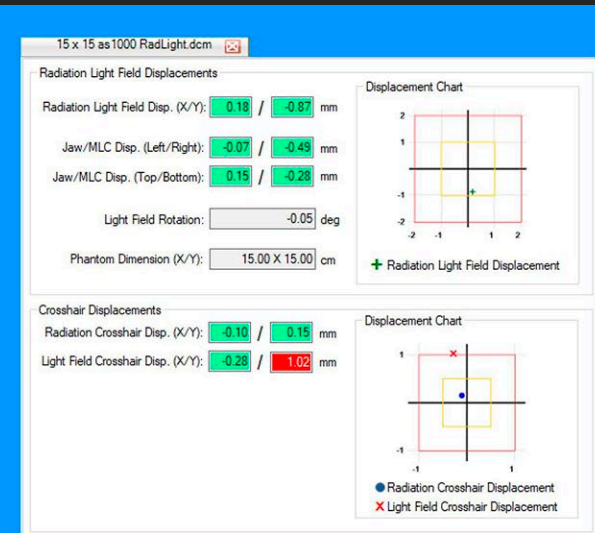 15 x 15 as1000 RadLight.dcm
Radiation Light Field Displacements
Radiation Light Field Disp. (X/Y): 0.18 / -0.87 mm
Jaw/MLC Disp. (Left/Right): -0.07 / -0.49 mm
Jaw/MLC Disp. (Top/Bottom): 0.15 / -0.28 mm
Light Field Rotation: -0.05 deg
Phantom Dimension (X/Y): 15.00 X 15.00 cm
Displacement Chart
2
1
-1
-2
-2 -1 1 2
Radiation Light Field Displacement
Crosshair Displacements
Radiation Crosshair Disp. (X/Y): -0.10 / 0.15 mm
Light Field Crosshair Disp. (X/Y): -0.28 / 1.02 mm
Displacement Chart
1
-1
-1 1
Radiation Crosshair Displacement
Light Field Crosshair Displacement